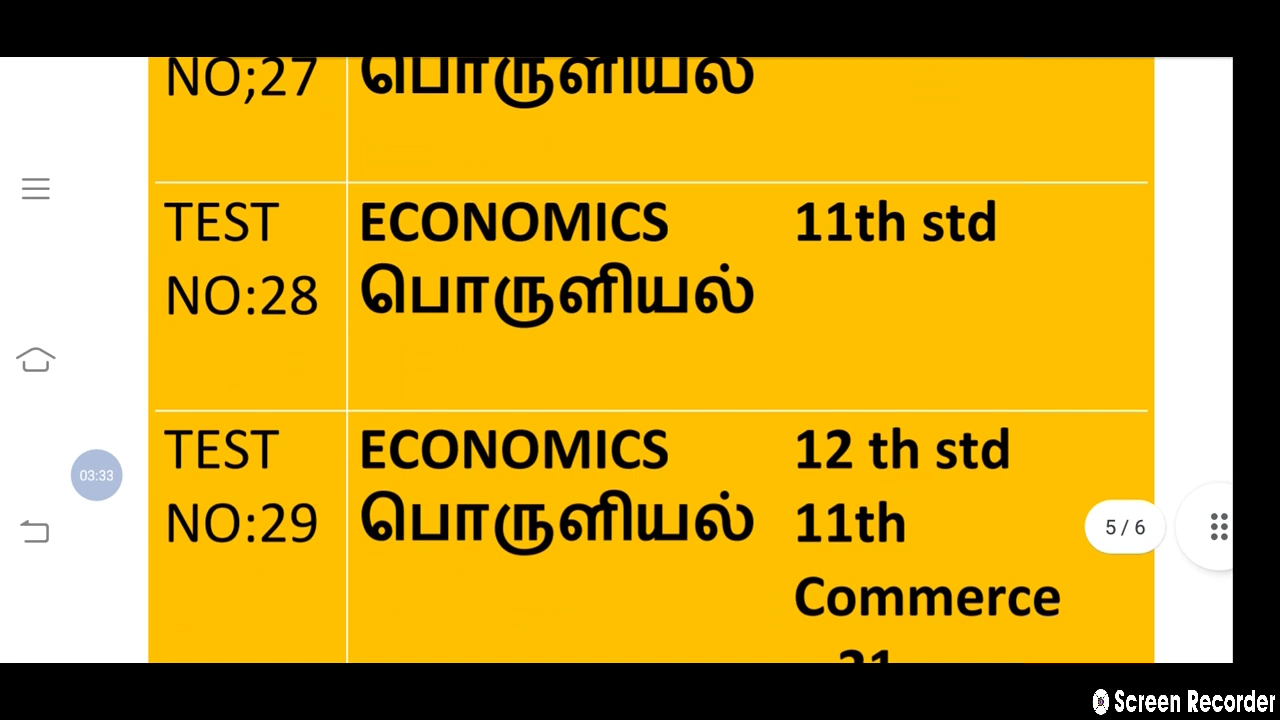 NO;27 பொருளியல்
TEST ECONOMICS 11th std
NO:28 பொருளியல்
TEST ECONOMICS 12 th std
NO:29 பொருளியல் 11th
Commerce
03:33
5 / 6
Screen Recorder